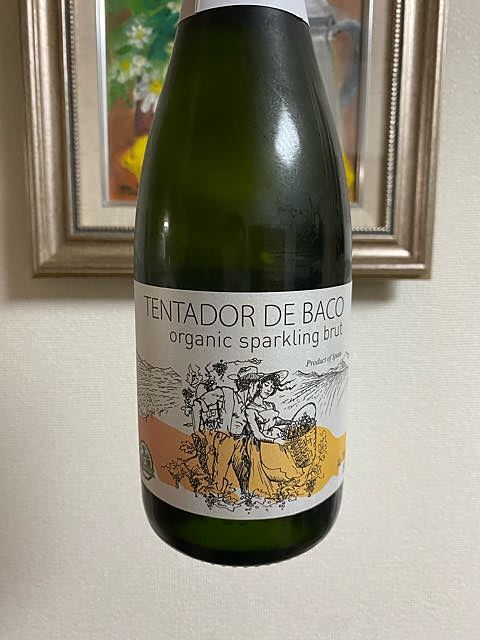 TENTADOR DE BACO
organic sparkling brut
Product of Spain